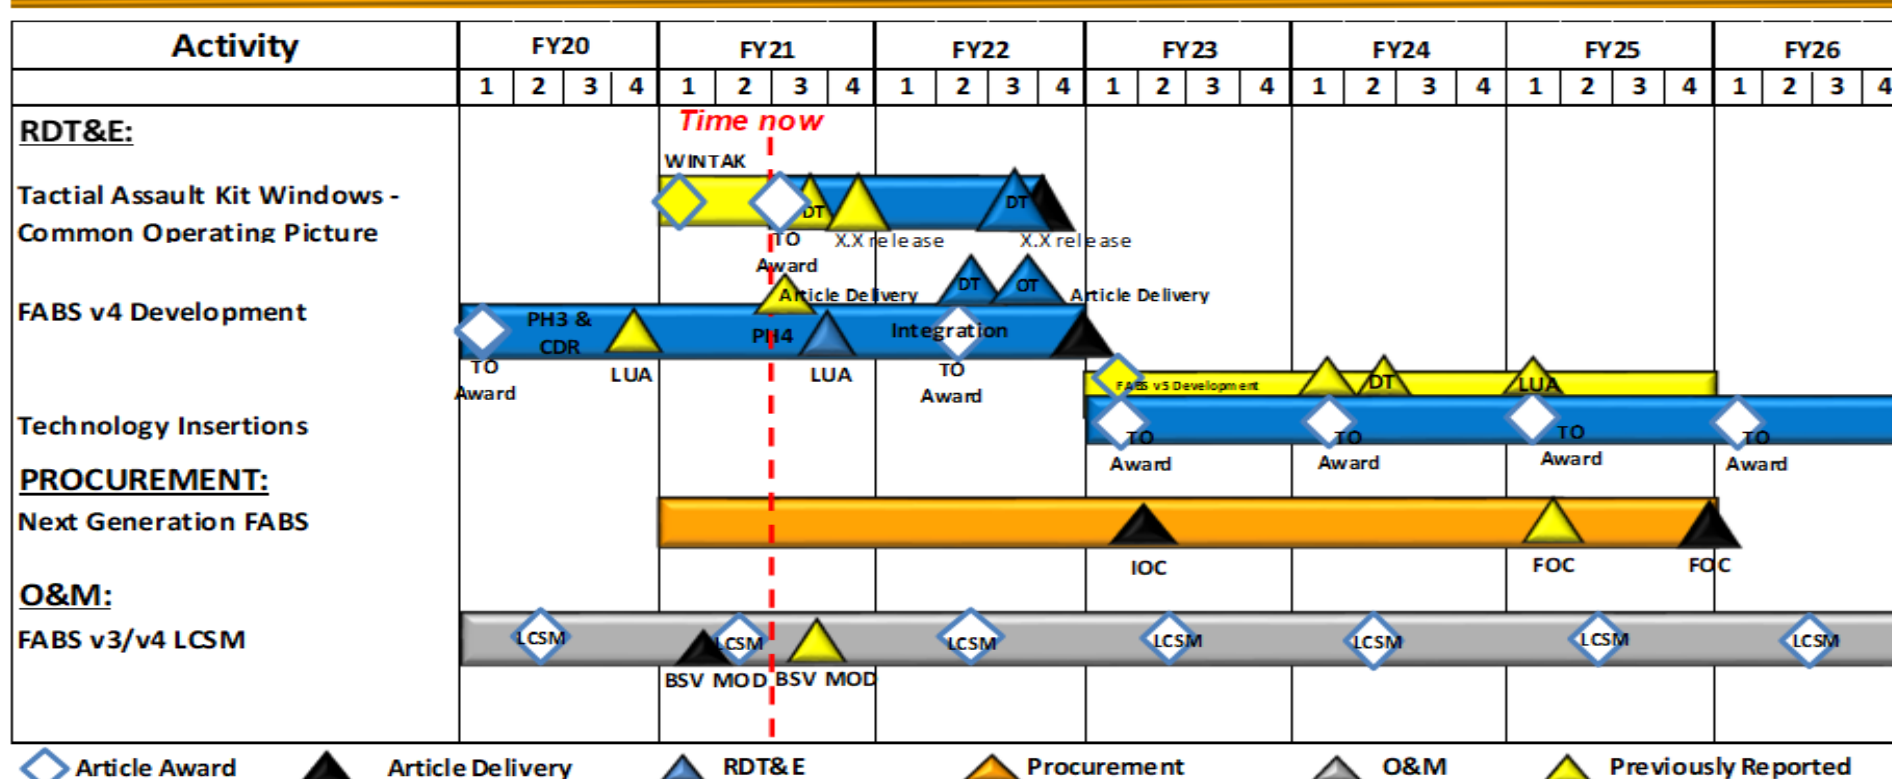 Activity FY20 FY21 FY22 FY23 FY24 FY25 FY26
1 2 3 4 1 2 3 4 1 2 3 4 1 2 3 4 1 2 3 4 1 2 3 4 1 2 3 4
RDT&E:
Time now
WINTAK
Tactial Assault Kit Windows -
Common Operating Picture
DT
DT
TO
Award
X.X release
X.X release
FABS v4 Development
Article Delivery
DT
OT
Article Delivery
PH3 &
CDR
PH4
Integration
TO
Award
LUA
LUA
TO
Award
FABS v5 Development
DT
LUA
Technology Insertions
TO
Award
TO
Award
TO
Award
TO
Award
PROCUREMENT:
Next Generation FABS
IOC
FOC
FOC
O&M:
FABS v3/v4 LCSM
LCSM LCSM LCSM LCSM LCSM LCSM LCSM
BSV MOD BSV MOD
Article Award Article Delivery RDT&E Procurement O&M Previously Reported